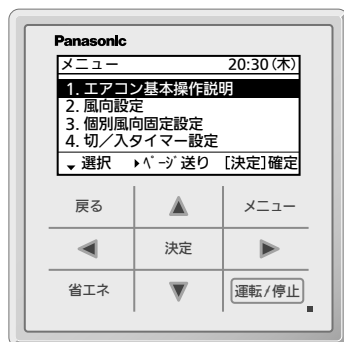 Panasonic
メニュー 20:30(木)
1. エアコン基本操作説明
2. 風向設定
3. 個別風向固定設定
4. 切／入タイマー設定
選択 ﾍﾟｰｼﾞ送り [決定]確定
戻る メニュー
決定
省エネ 運転/停止